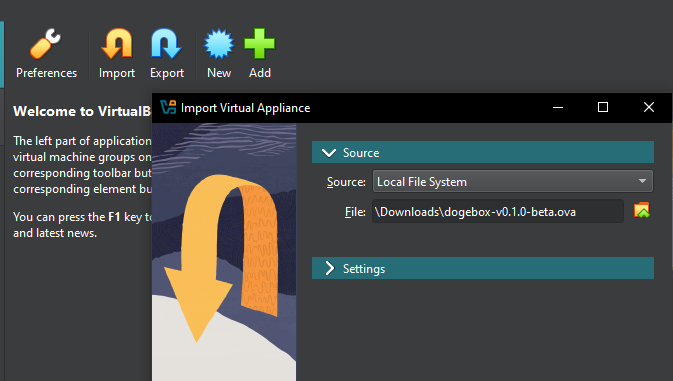 Preferences
Import
Export
New
Add
Welcome to VirtualB
The left part of application
virtual machine groups on
corresponding toolbar but
corresponding element bu
You can press the F1 key to
and latest news.
Import Virtual Appliance
Source
Source: Local File System
File: \Downloads\dogebox-v0.1.0-beta.ova
Settings